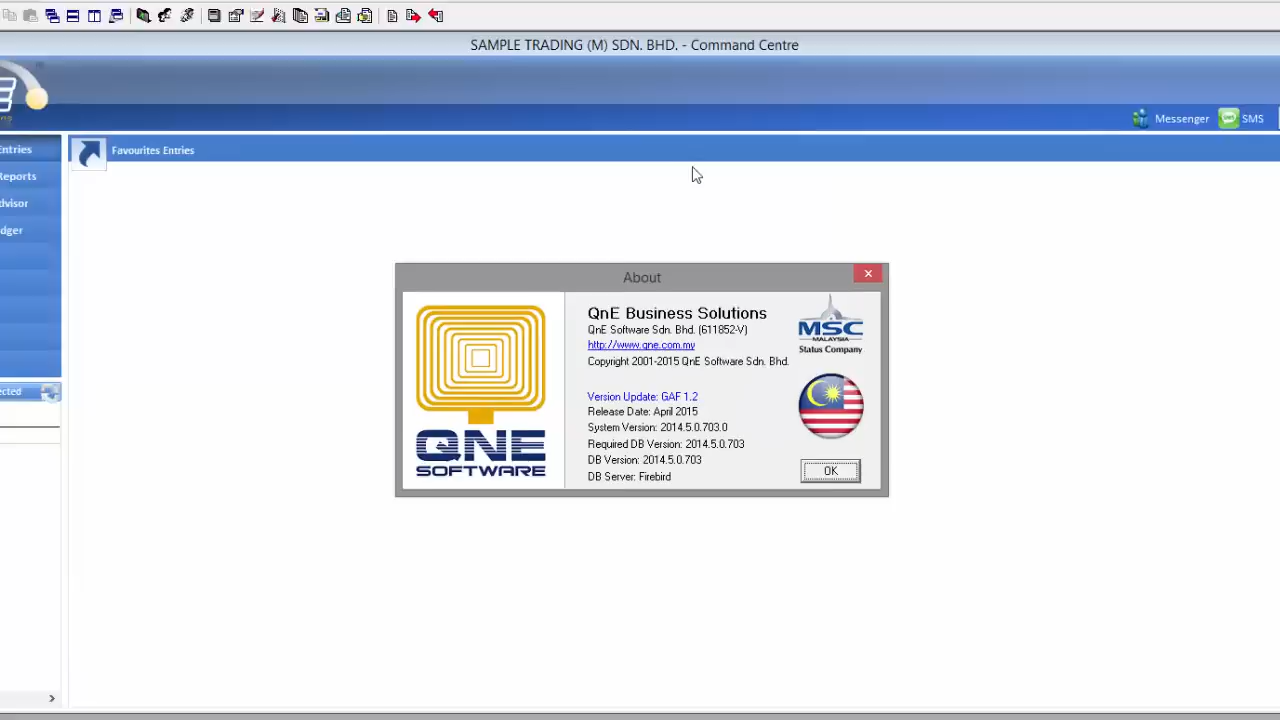 SAMPLE TRADING (M) SDN. BHD. - Command Centre
Messenger
SMS
Entries
Favourites Entries
Reports
dvisor
dger
ected
About
QnE Business Solutions
QnE Software Sdn. Bhd. (611852-V)
http://www.qne.com.my
Copyright 2001-2015 QnE Software Sdn. Bhd.
Version Update: GAF 1.2
Release Date: April 2015
System Version: 2014.5.0.703.0
Required DB Version: 2014.5.0.703
DB Version: 2014.5.0.703
DB Server: Firebird
QNE
SOFTWARE
MSC
MALAYSIA
Status Company
OK